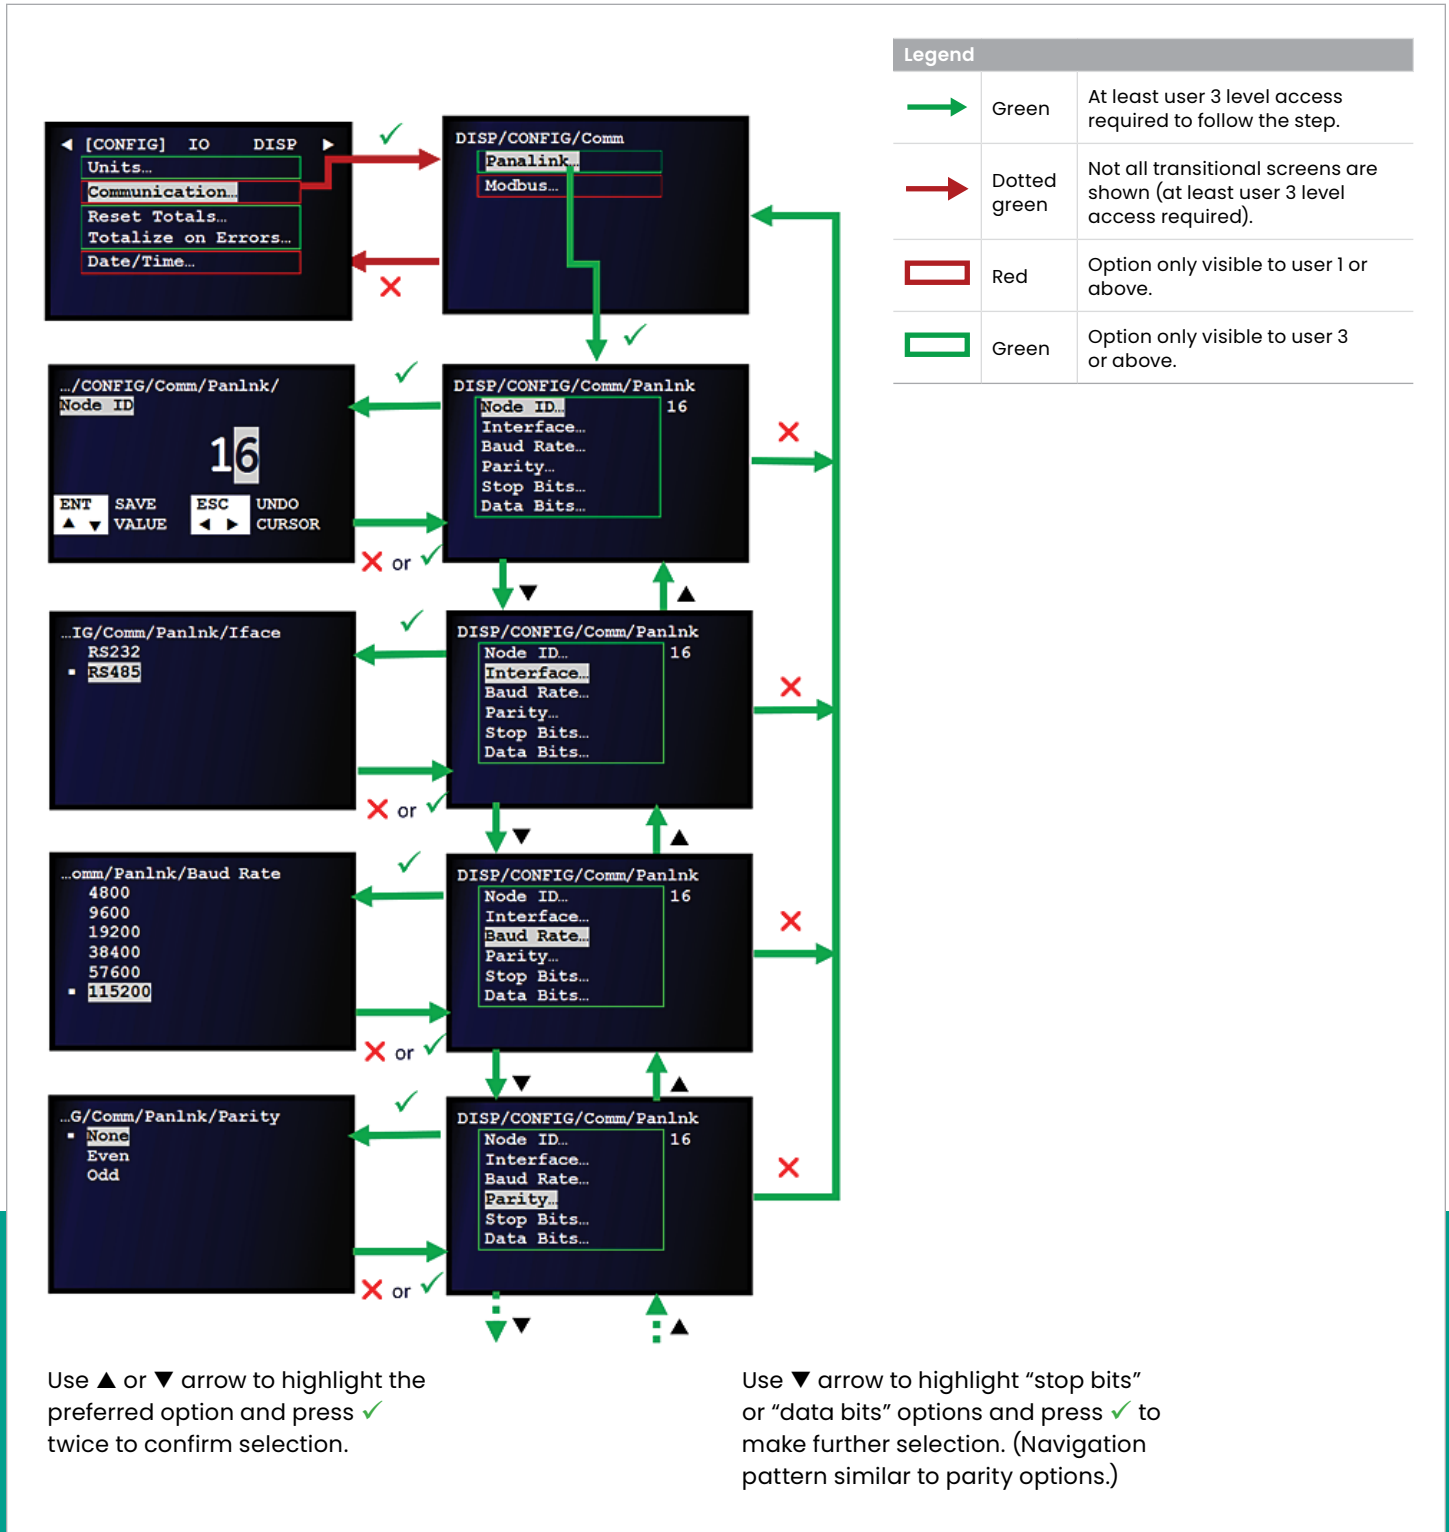 Legend
Green
At least user 3 level access
required to follow the step.
Dotted
green
Not all transitional screens are
shown (at least user 3 level
access required).
Red
Option only visible to user 1 or
above.
Green
Option only visible to user 3
or above.
◀ [CONFIG] IO DISP ▶
Units…
Communication…
Reset Totals…
Totalize on Errors…
Date/Time…
✓
✕
DISP/CONFIG/Comm
Panalink…
Modbus…
✓
…/CONFIG/Comm/Panlnk/
Node ID
16
ENT SAVE ESC UNDO
▲ ▼ VALUE ◀ ▶ CURSOR
✓
✕ or ✓
DISP/CONFIG/Comm/Panlnk
Node ID… 16
Interface…
Baud Rate…
Parity…
Stop Bits…
Data Bits…
✕
▼ ▲
…IG/Comm/Panlnk/Iface
RS232
▪ RS485
✓
✕ or ✓
DISP/CONFIG/Comm/Panlnk
Node ID… 16
Interface…
Baud Rate…
Parity…
Stop Bits…
Data Bits…
✕
▼ ▲
…omm/Panlnk/Baud Rate
4800
9600
19200
38400
57600
▪ 115200
✓
✕ or ✓
DISP/CONFIG/Comm/Panlnk
Node ID… 16
Interface…
Baud Rate…
Parity…
Stop Bits…
Data Bits…
✕
▼ ▲
…G/Comm/Panlnk/Parity
▪ None
Even
Odd
✓
✕ or ✓
DISP/CONFIG/Comm/Panlnk
Node ID… 16
Interface…
Baud Rate…
Parity…
Stop Bits…
Data Bits…
✕
▼ ▲
Use ▲ or ▼ arrow to highlight the
preferred option and press ✓
twice to confirm selection.
Use ▼ arrow to highlight “stop bits”
or “data bits” options and press ✓ to
make further selection. (Navigation
pattern similar to parity options.)